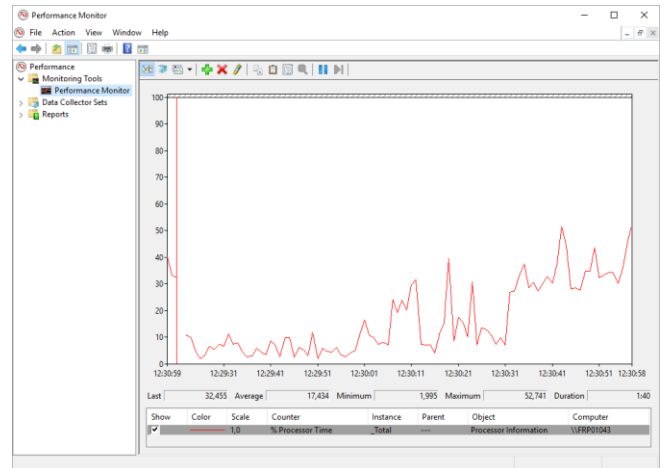 Performance Monitor
File Action View Window Help
Performance
Monitoring Tools
Performance Monitor
Data Collector Sets
Reports
100
90
80
70
60
50
40
30
20
10
0
12:30:59 12:29:31 12:29:41 12:29:51 12:30:01 12:30:11 12:30:21 12:30:31 12:30:41 12:30:51 12:30:58
Last 32,455 Average 17,434 Minimum 1,995 Maximum 52,741 Duration 1:40
Show Color Scale Counter Instance Parent Object Computer
1,0 % Processor Time _Total --- Processor Information \\FRP01043